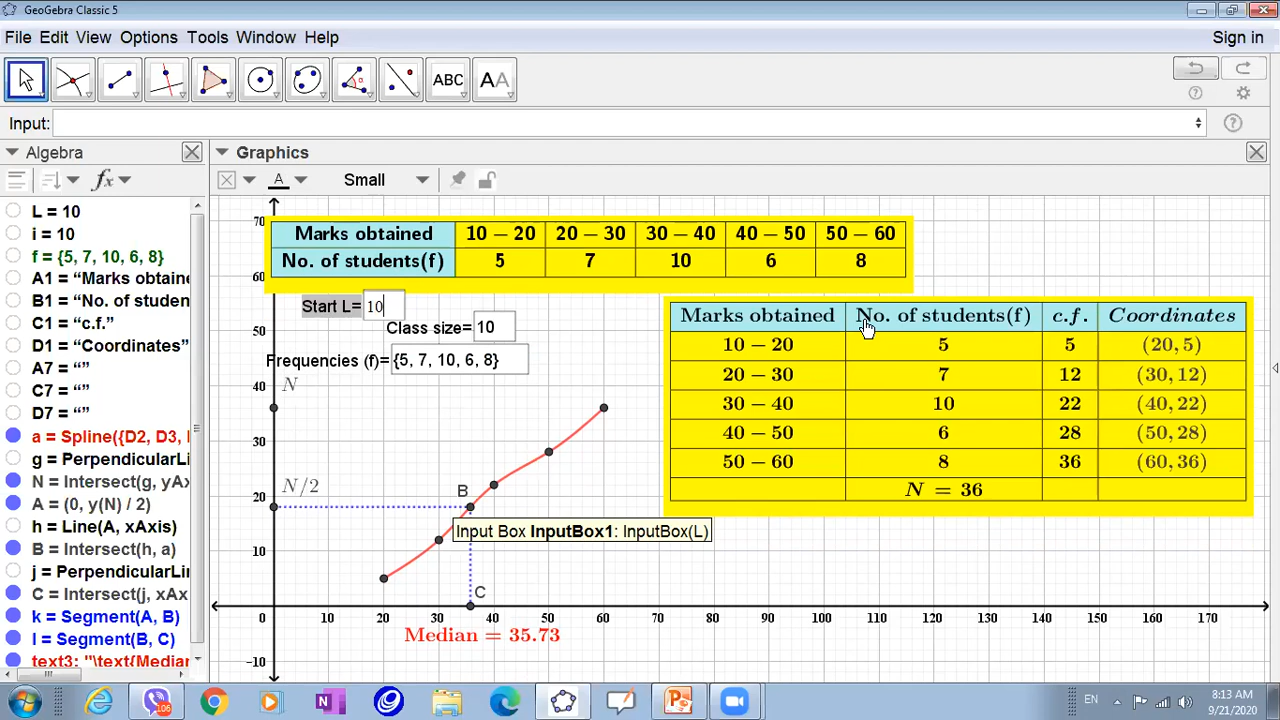 GeoGebra Classic 5
File Edit View Options Tools Window Help Sign in
ABC AA
Input:
Algebra
Graphics
A Small
fx
L = 10
i = 10
f = {5, 7, 10, 6, 8}
A1 = “Marks obtaine
B1 = “No. of studen
C1 = “c.f.”
D1 = “Coordinates”
A7 = “”
C7 = “”
D7 = “”
a = Spline({D2, D3,
g = PerpendicularLi
N = Intersect(g, yAx
A = (0, y(N) / 2)
h = Line(A, xAxis)
B = Intersect(h, a)
j = PerpendicularLin
C = Intersect(j, xAx
k = Segment(A, B)
l = Segment(B, C)
text3: "\text{Median
Marks obtained 10 – 20 20 – 30 30 – 40 40 – 50 50 – 60
No. of students(f) 5 7 10 6 8
Start L= 10
Class size= 10
Frequencies (f)= {5, 7, 10, 6, 8}
Marks obtained No. of students(f) c.f. Coordinates
10 – 20 5 5 (20, 5)
20 – 30 7 12 (30, 12)
30 – 40 10 22 (40, 22)
40 – 50 6 28 (50, 28)
50 – 60 8 36 (60, 36)
N = 36
70
60
50
40
30
20
10
–10
N
N/2
B
Input Box InputBox1: InputBox(L)
C
0 10 20 30 40 50 60 70 80 90 100 110 120 130 140 150 160 170
Median = 35.73
106
EN
8:13 AM
9/21/2020